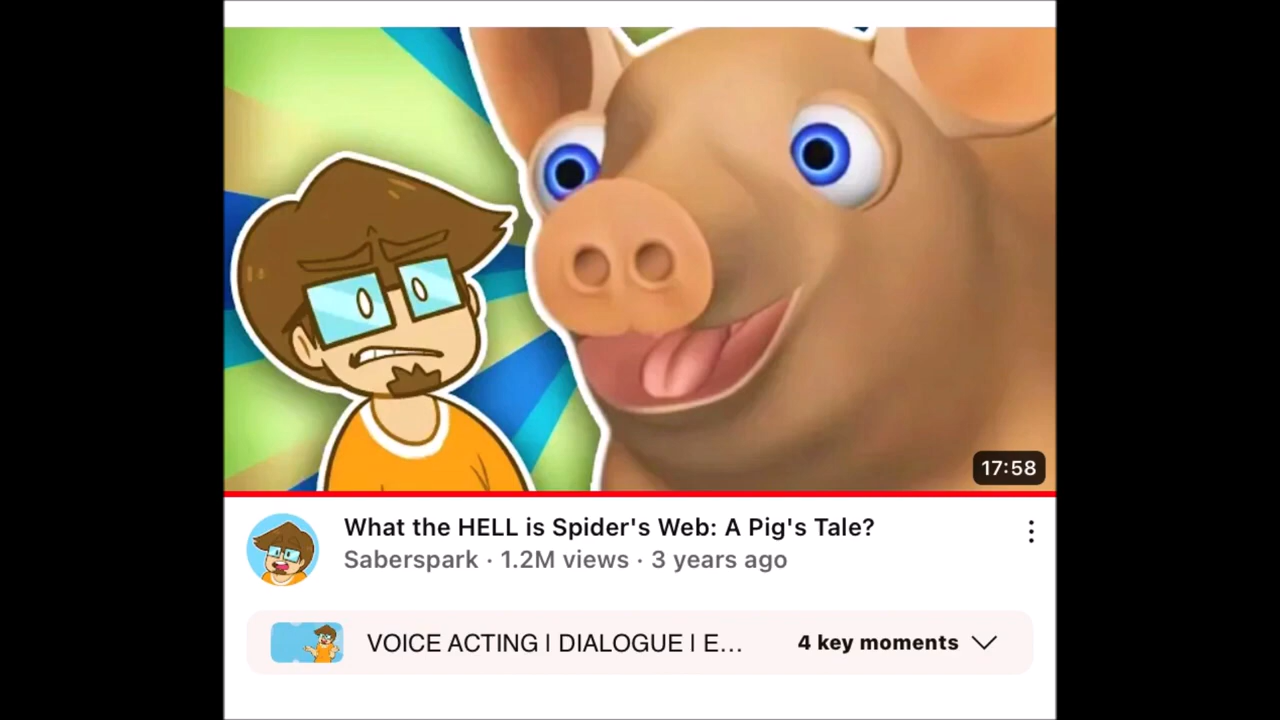 17:58
What the HELL is Spider's Web: A Pig's Tale?
Saberspark · 1.2M views · 3 years ago
VOICE ACTING | DIALOGUE | E... 4 key moments